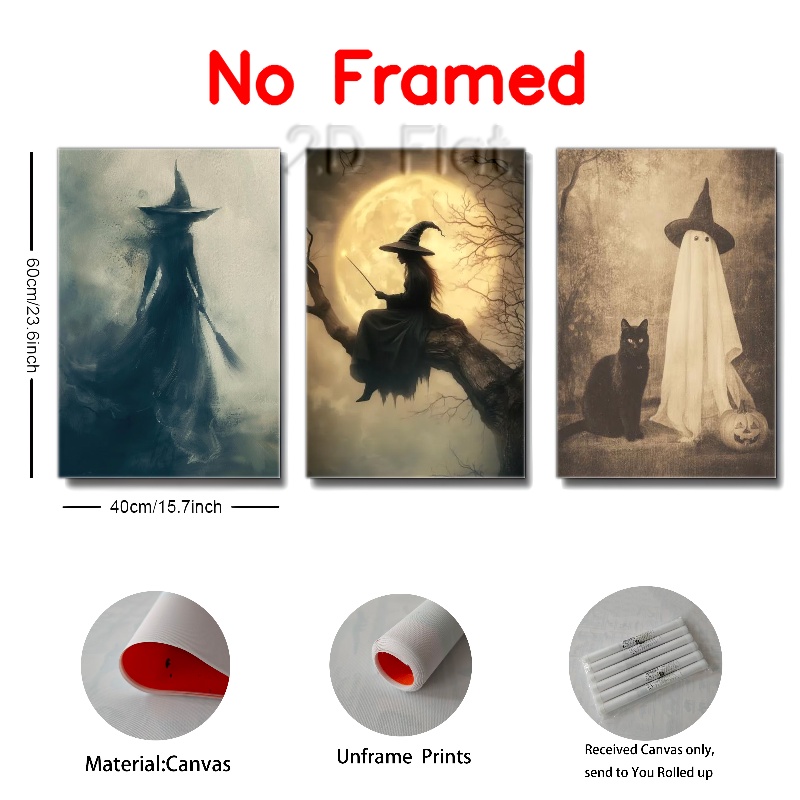 No Framed
2D Flat
60cm/23.6inch
40cm/15.7inch
Material:Canvas
Unframe Prints
Received Canvas only,
send to You Rolled up